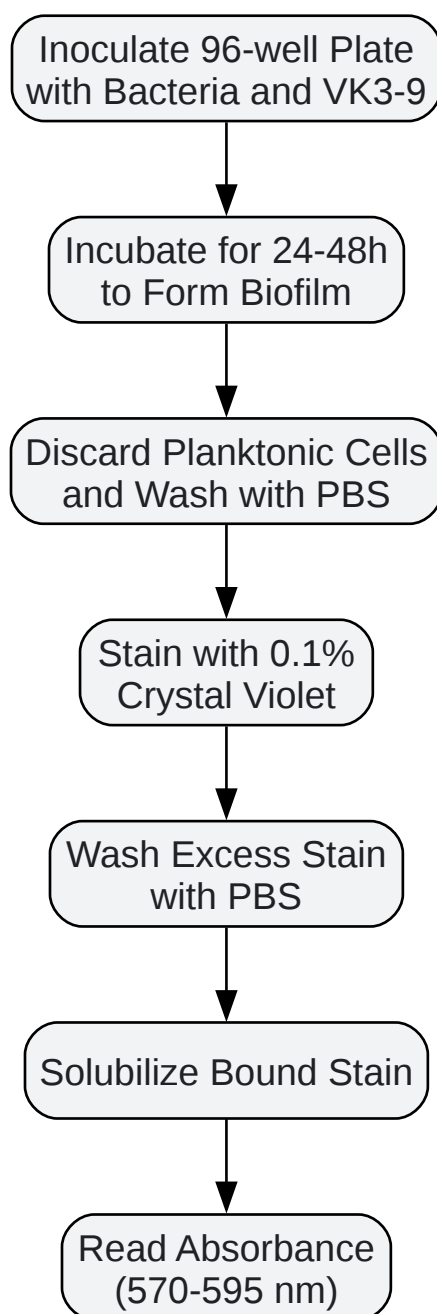 Inoculate 96-well Plate
with Bacteria and VK3-9
Incubate for 24-48h
to Form Biofilm
Discard Planktonic Cells
and Wash with PBS
Stain with 0.1%
Crystal Violet
Wash Excess Stain
with PBS
Solubilize Bound Stain
Read Absorbance
(570-595 nm)